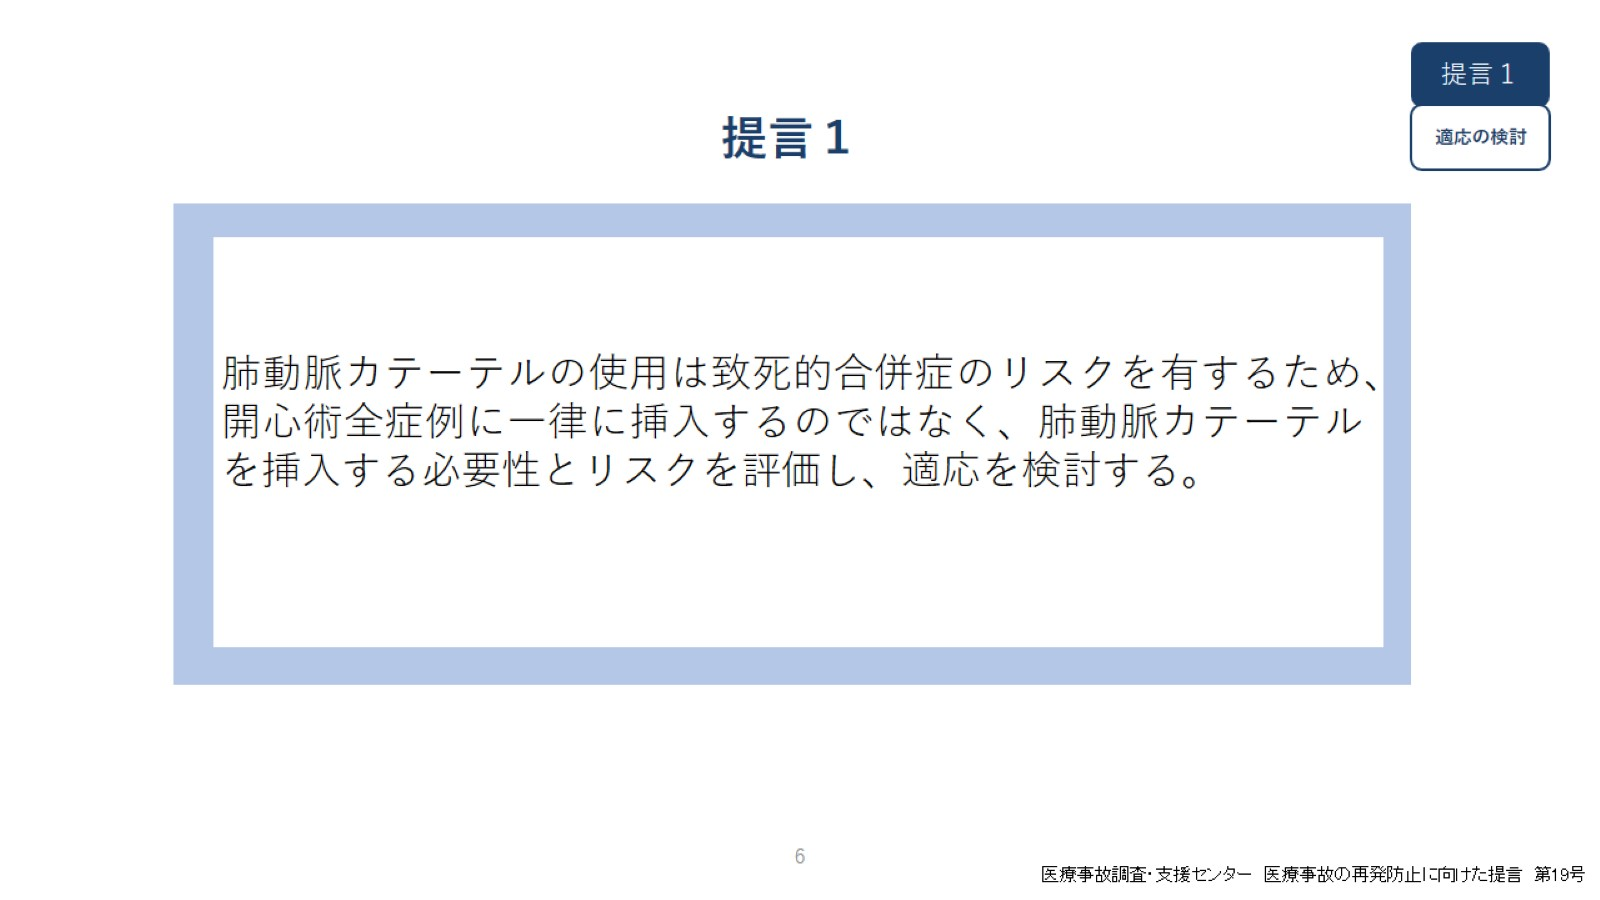 提言１
適応の検討
提言１
肺動脈カテーテルの使用は致死的合併症のリスクを有するため、
開心術全症例に一律に挿入するのではなく、肺動脈カテーテル
を挿入する必要性とリスクを評価し、適応を検討する。
6
医療事故調査・支援センター　医療事故の再発防止に向けた提言　第19号